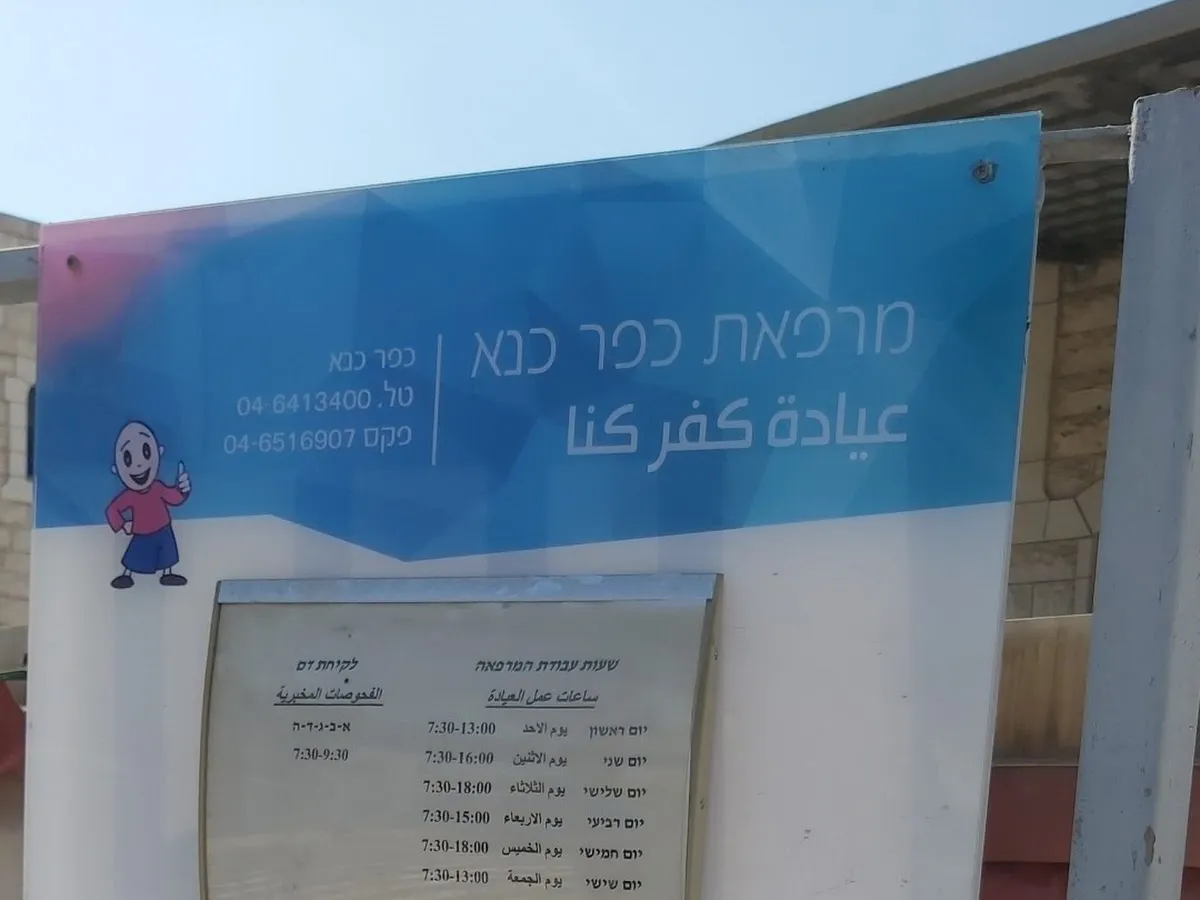 מרפאת כפר כנא
عيادة كفر كنا
כפר כנא
טל. 04-6413400
פקס 04-6516907
שעות עבודת המרפאה
ساعات عمل العيادة
יום ראשון يوم الاحد 7:30-13:00
יום שני يوم الاثنين 7:30-16:00
יום שלישי يوم الثلاثاء 7:30-18:00
יום רביעי يوم الاربعاء 7:30-15:00
יום חמישי يوم الخميس 7:30-18:00
יום שישי يوم الجمعة 7:30-13:00
לקיחת דם
الفحوصات المخبرية
א-ב-ג-ד-ה
7:30-9:30